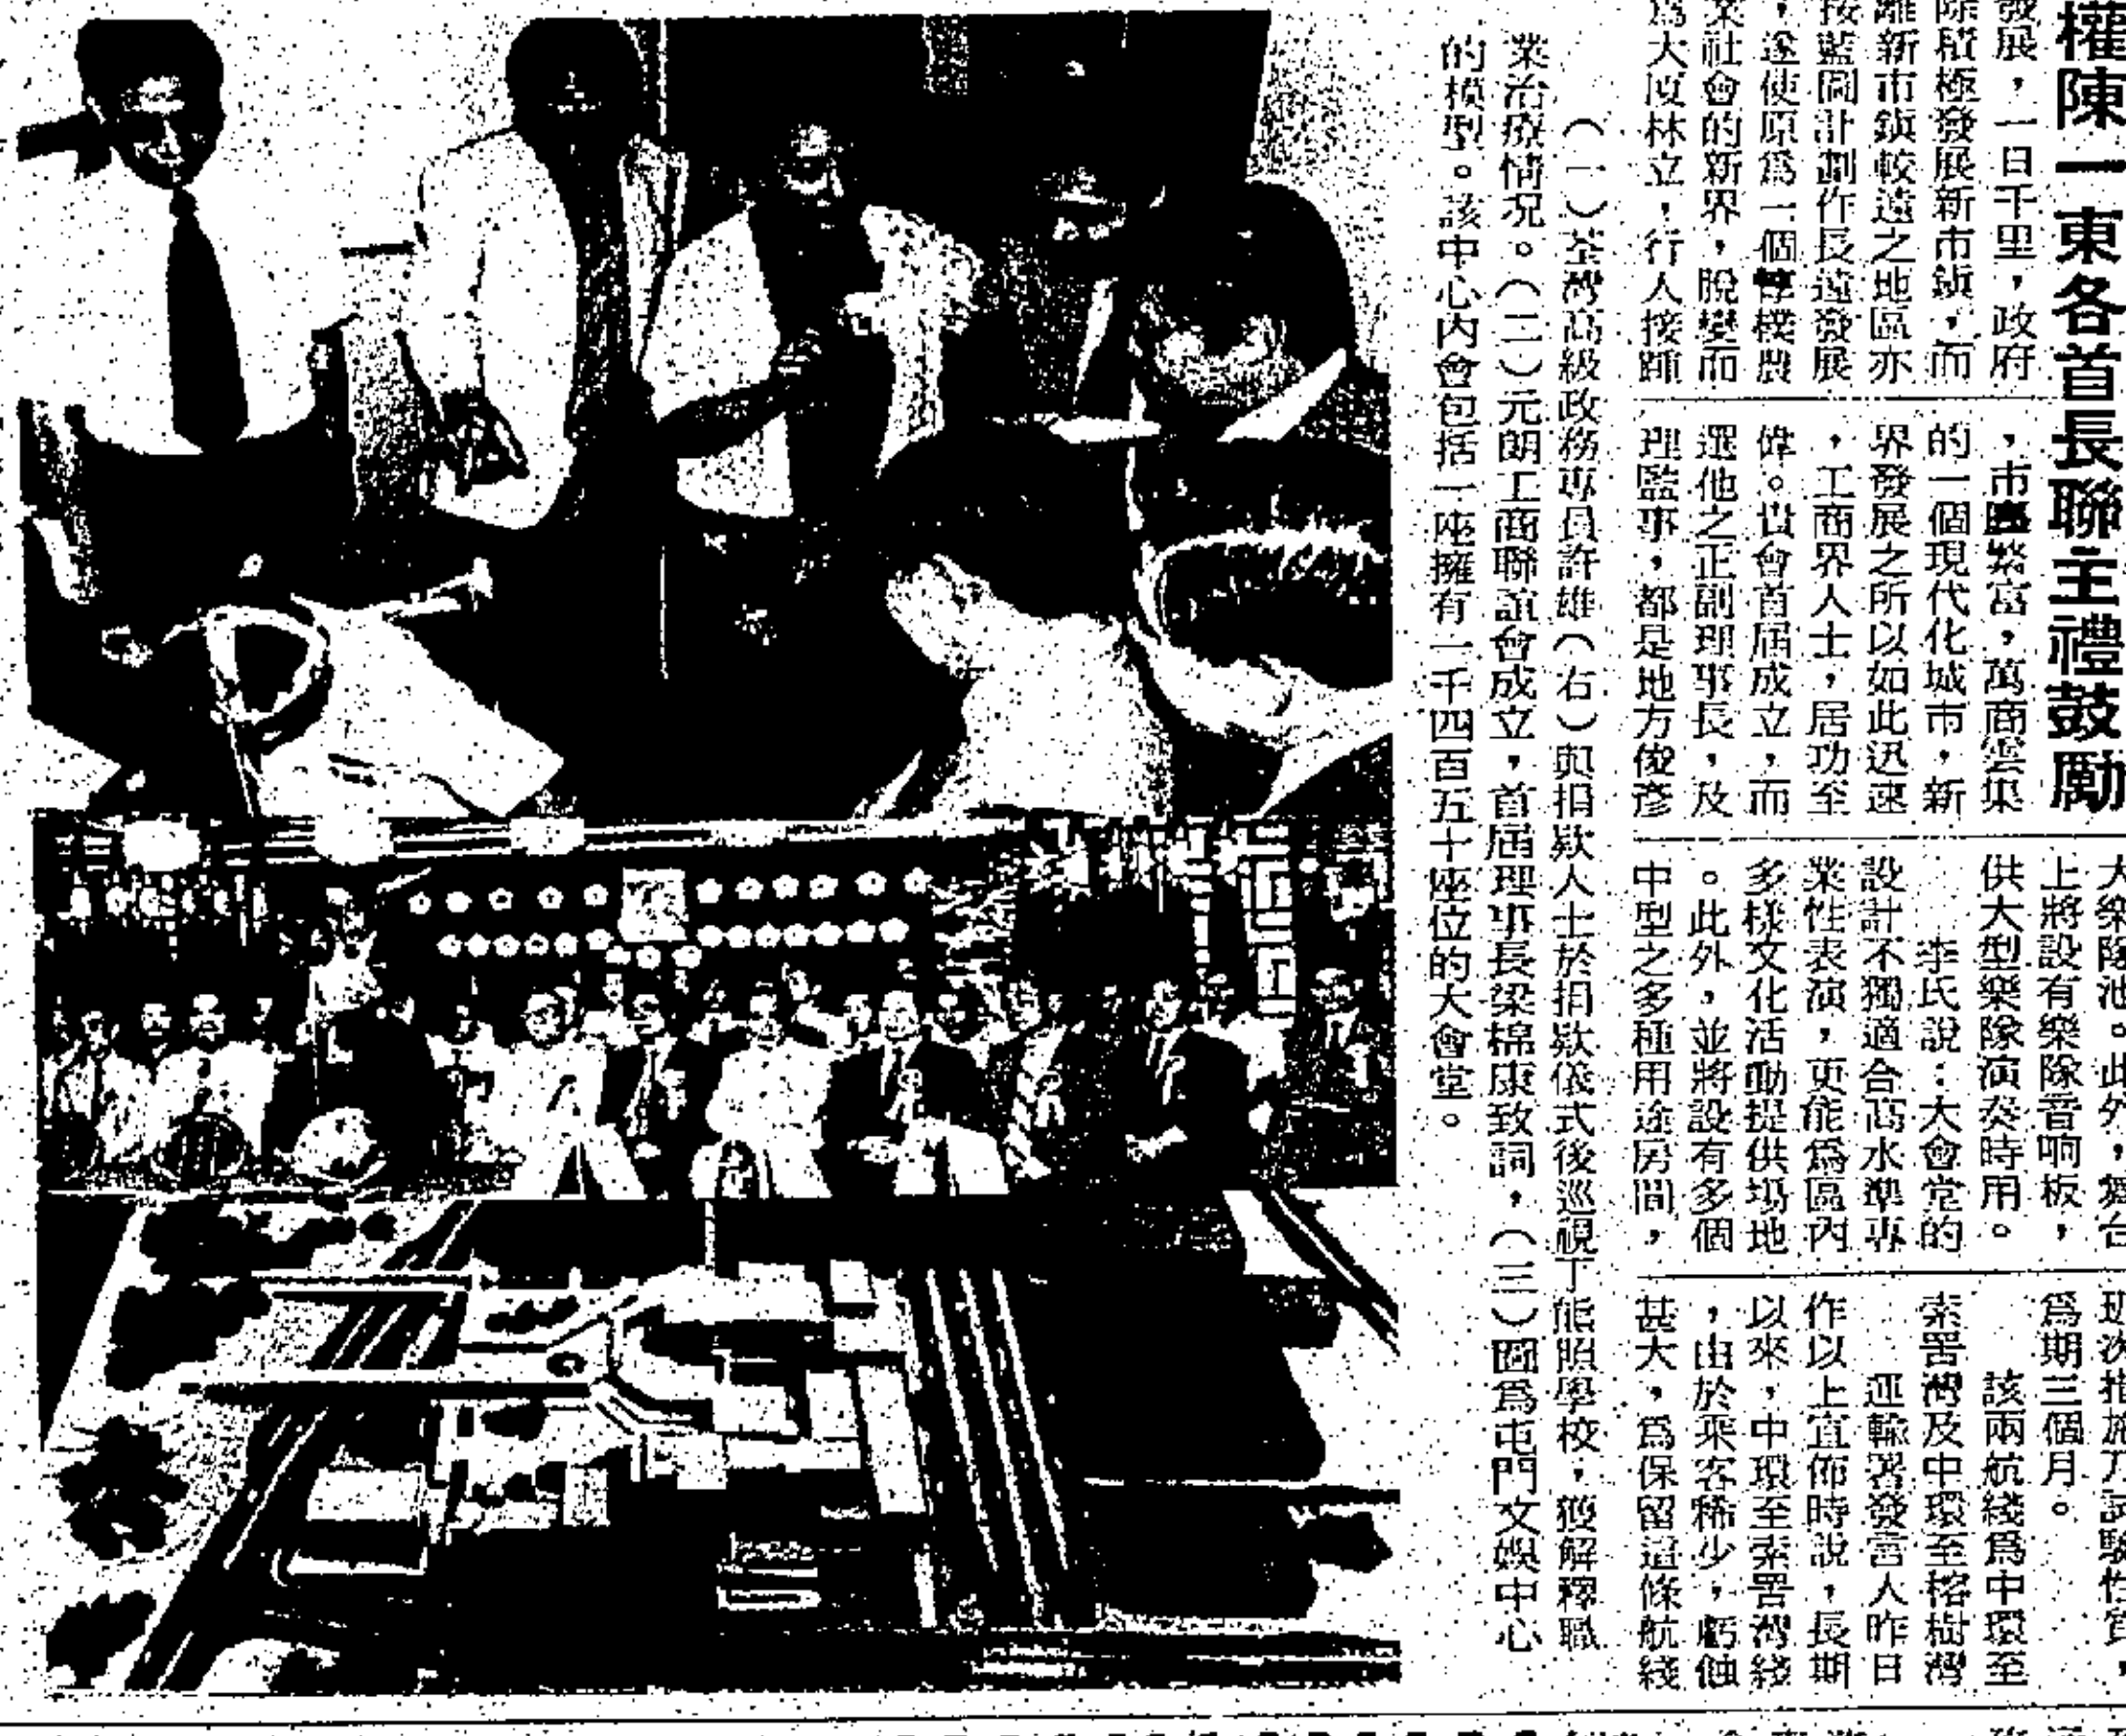 權陳一東各首長聯主禮鼓勵
發展，一日千里，政府
除積極發展新市鎮，而
離新市鎮較遠之地區亦
按藍圖計劃作長遠發展
，遂使原爲一個淳樸農
業社會的新界，脫變而
爲大厦林立，行人接踵
，市區繁富，萬商雲集
的一個現代化城市，新
界發展之所以如此迅速
，工商界人士，居功至
偉。貴會首屆成立，而
選他之正副理事長，及
理監事，都是地方俊彥
大樂隊池。此外，舞台
上將設有樂隊音响板，
供大型樂隊演奏時用。
李氏說：大會堂的
設計不獨適合高水準專
業性表演，更能爲區內
多樣文化活動提供場地
。此外，並將設有多個
中型之多種用途房間，
爲期三個月。
該兩航綫爲中環至
索罟灣及中環至榕樹灣
運輸署發言人昨日
作以上宣佈時說，長期
以來，中環至索罟灣綫
，由於乘客稀少，虧蝕
甚大，爲保留這條航綫
（一）荃灣高級政務專員許雄（右）與捐欵人士於捐欵儀式後巡視丁熊照學校，獲解釋職
業治療情況。（二）元朗工商聯誼會成立，首屆理事長梁棉康致詞，（三）圖爲屯門文娛中心
的模型。該中心內會包括一座擁有一千四百五十座位的大會堂。